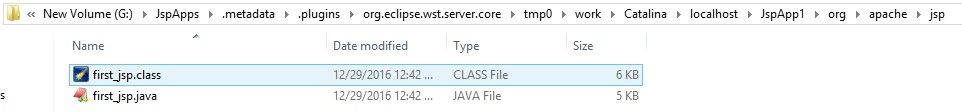 « New Volume (G:) ▸ JspApps ▸ .metadata ▸ .plugins ▸ org.eclipse.wst.server.core ▸ tmp0 ▸ work ▸ Catalina ▸ localhost ▸ JspApp1 ▸ org ▸ apache ▸ jsp
Name Date modified Type Size
first_jsp.class 12/29/2016 12:42 ... CLASS File 6 KB
s first_jsp.java 12/29/2016 12:42 ... JAVA File 5 KB